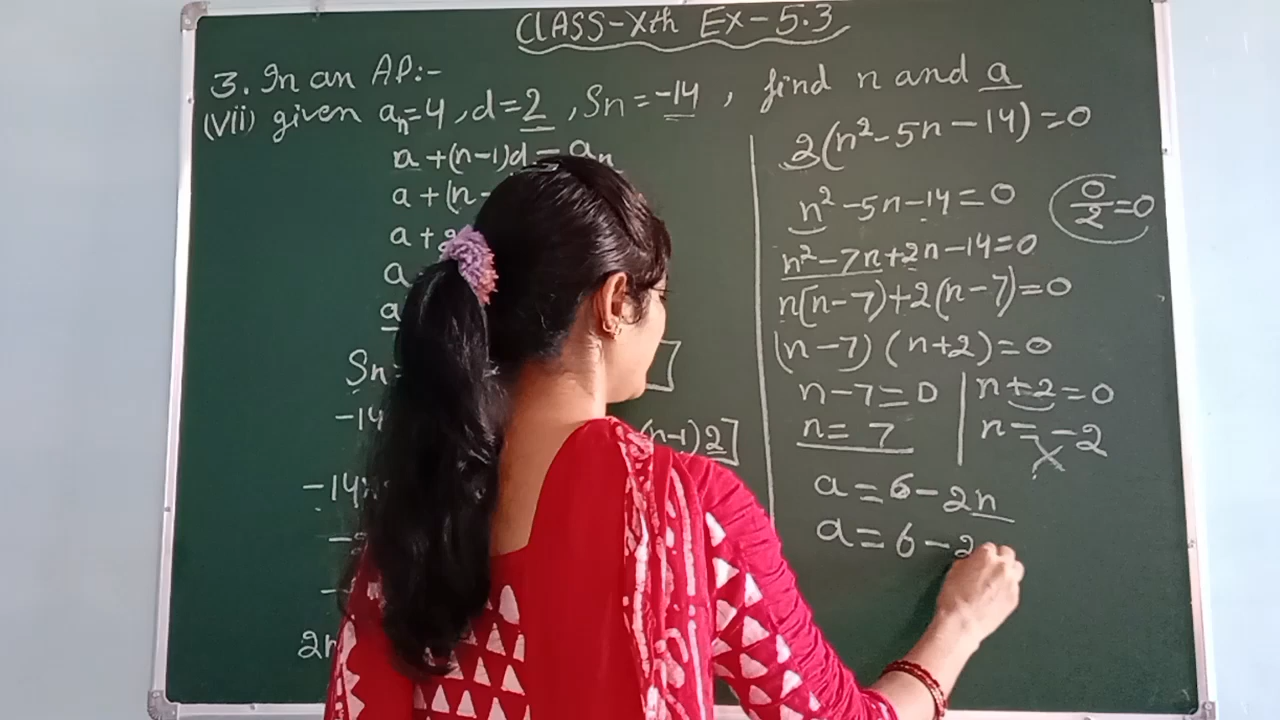 CLASS-Xth Ex-5.3
3. In an AP:-
(vii) given aₙ=4, d=2, Sn=-14, find n and a
a+(n-1)d=aₙ
a+(n-
a+2
a
a
Sn=
]
-14
(n-1)2]
-14
-2
-
2n
2(n²-5n-14)=0
n²-5n-14=0
0/2=0
n²-7n+2n-14=0
n(n-7)+2(n-7)=0
(n-7)(n+2)=0
n-7=0 | n+2=0
n=7 | n=-2
X
a=6-2n
a=6-2